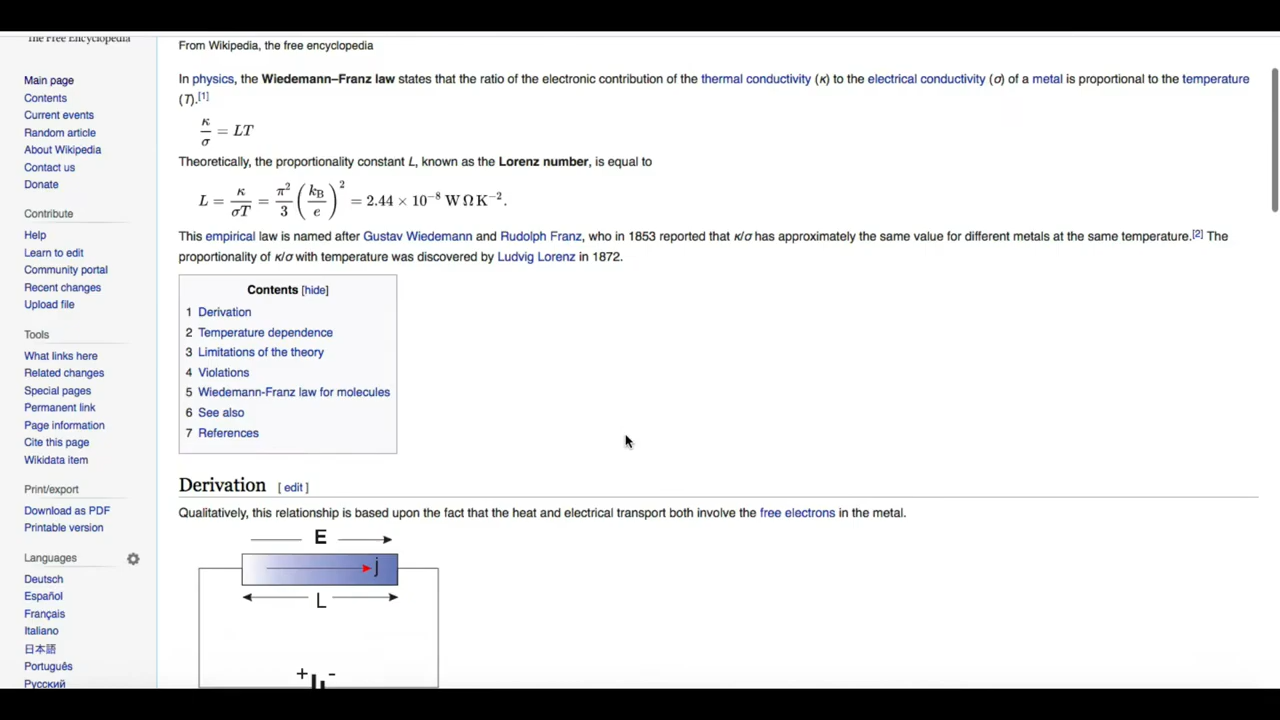 The Free Encyclopedia
Main page
Contents
Current events
Random article
About Wikipedia
Contact us
Donate
Contribute
Help
Learn to edit
Community portal
Recent changes
Upload file
Tools
What links here
Related changes
Special pages
Permanent link
Page information
Cite this page
Wikidata item
Print/export
Download as PDF
Printable version
Languages
Deutsch
Español
Français
Italiano
日本語
Português
Русский
From Wikipedia, the free encyclopedia
In physics, the Wiedemann–Franz law states that the ratio of the electronic contribution of the thermal conductivity (κ) to the electrical conductivity (σ) of a metal is proportional to the temperature
(T).[1]
κ/σ = LT
Theoretically, the proportionality constant L, known as the Lorenz number, is equal to
L = κ/σT = π²/3 (k_B/e)² = 2.44 × 10⁻⁸ W Ω K⁻².
This empirical law is named after Gustav Wiedemann and Rudolph Franz, who in 1853 reported that κ/σ has approximately the same value for different metals at the same temperature.[2] The
proportionality of κ/σ with temperature was discovered by Ludvig Lorenz in 1872.
Contents [hide]
1 Derivation
2 Temperature dependence
3 Limitations of the theory
4 Violations
5 Wiedemann-Franz law for molecules
6 See also
7 References
Derivation [ edit ]
Qualitatively, this relationship is based upon the fact that the heat and electrical transport both involve the free electrons in the metal.
E
j
L
+ -